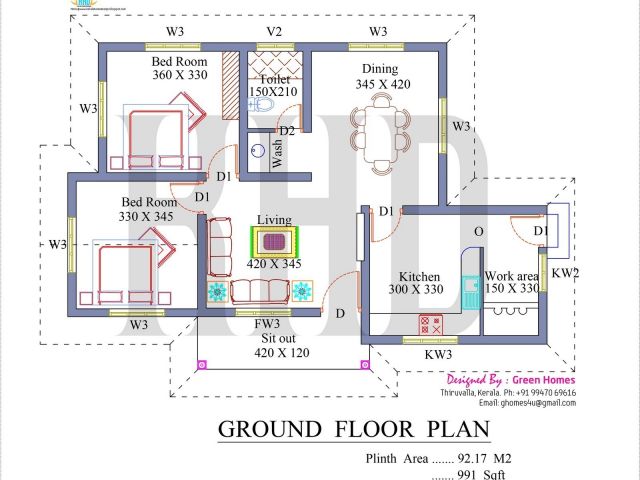 W3
V2
W3
Bed Room
360 X 330
Toilet
150X210
Dining
345 X 420
W3
W3
D2
Wash
D1
Bed Room
330 X 345
D1
Living
D1
D1
O
W3
420 X 345
Kitchen
300 X 330
Work area
150 X 330
KW2
W3
FW3
D
Sit out
420 X 120
KW3
RHD
Designed By : Green Homes
Thiruvalla, Kerala. Ph: +91 99470 69616
Email: ghomes4u@gmail.com
GROUND FLOOR PLAN
Plinth Area ....... 92.17 M2
....... 991 Sqft